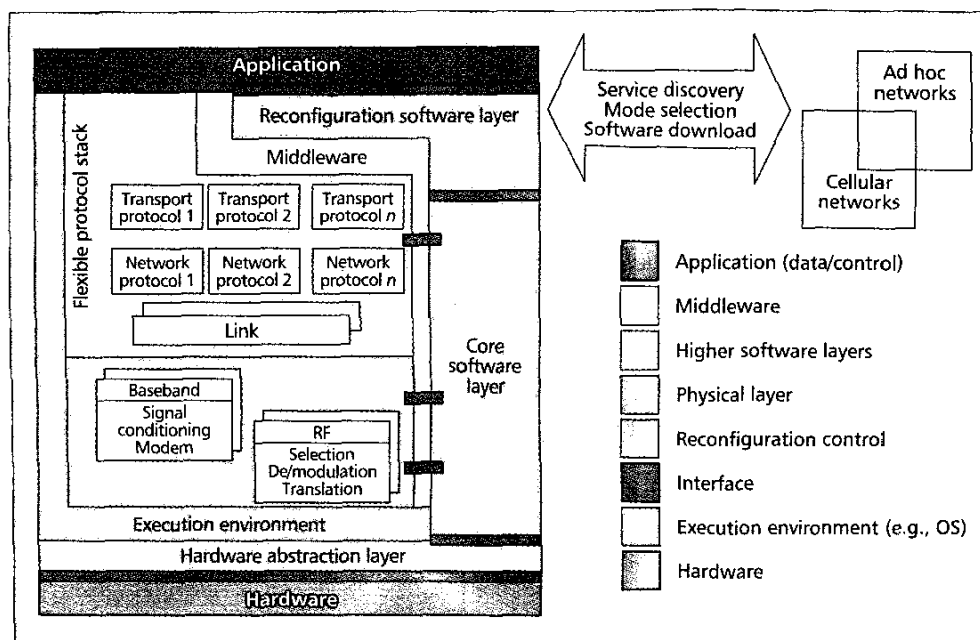 Application
Reconfiguration software layer
Middleware
Flexible protocol stack
Transport
protocol 1
Transport
protocol 2
Transport
protocol n
Network
protocol 1
Network
protocol 2
Network
protocol n
Link
Baseband
Signal
conditioning
Modem
RF
Selection
De/modulation
Translation
Core
software
layer
Execution environment
Hardware abstraction layer
Hardware
Service discovery
Mode selection
Software download
Ad hoc
networks
Cellular
networks
Application (data/control)
Middleware
Higher software layers
Physical layer
Reconfiguration control
Interface
Execution environment (e.g., OS)
Hardware